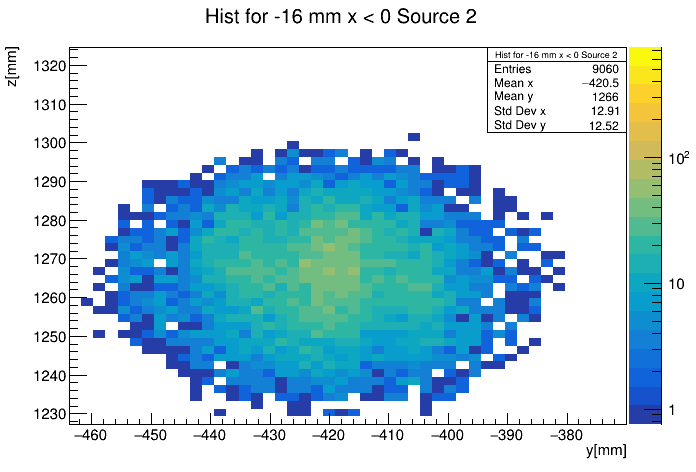 Hist for -16 mm x < 0 Source 2
z[mm]
Hist for -16 mm x < 0 Source 2
Entries 9060
Mean x −420.5
Mean y 1266
Std Dev x 12.91
Std Dev y 12.52
1320
1310
1300
1290
1280
1270
1260
1250
1240
1230
10²
10
1
−460 −450 −440 −430 −420 −410 −400 −390 −380
y[mm]